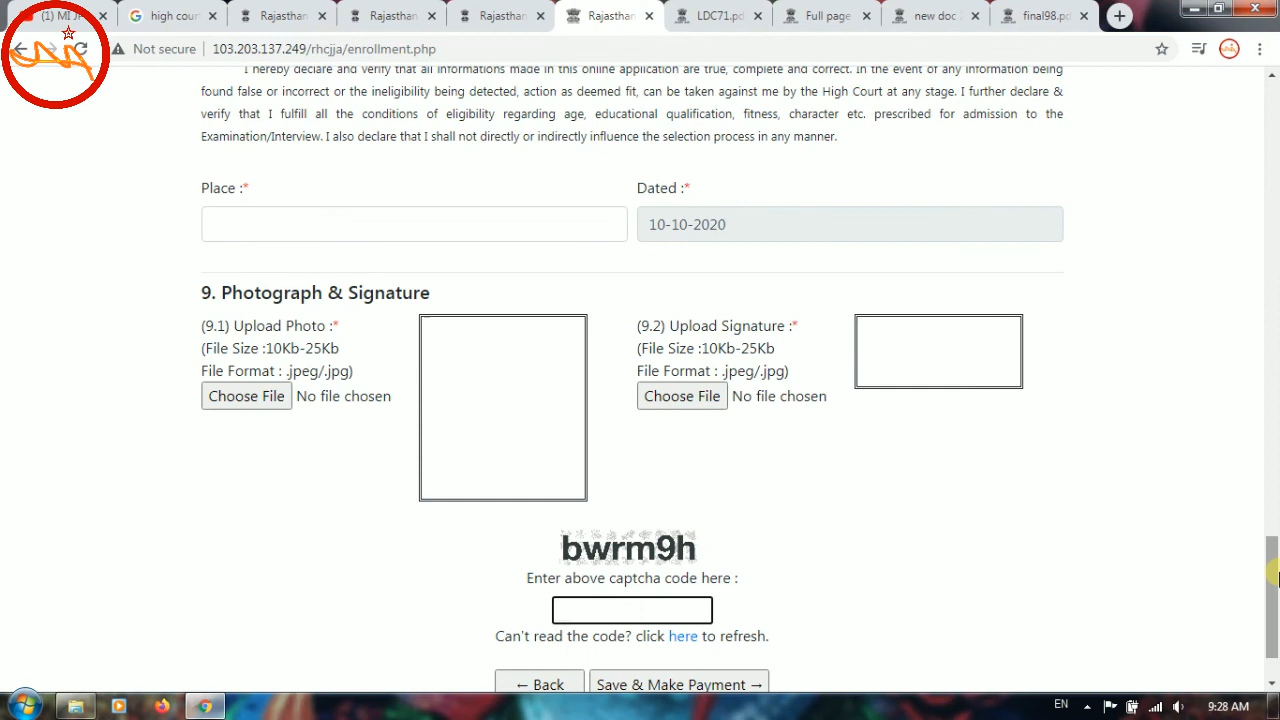 (1) MI JP
high cour
Rajasthan
Rajasthan
Rajasthan
Rajasthan
LDC71.pd
Full page
new doc
final98.pd
Not secure
103.203.137.249/rhcjja/enrollment.php
I hereby declare and verify that all informations made in this online application are true, complete and correct. In the event of any information being
found false or incorrect or the ineligibility being detected, action as deemed fit, can be taken against me by the High Court at any stage. I further declare &
verify that I fulfill all the conditions of eligibility regarding age, educational qualification, fitness, character etc. prescribed for admission to the
Examination/Interview. I also declare that I shall not directly or indirectly influence the selection process in any manner.
Place :*
Dated :*
10-10-2020
9. Photograph & Signature
(9.1) Upload Photo :*
(File Size :10Kb-25Kb
File Format : .jpeg/.jpg)
Choose File No file chosen
(9.2) Upload Signature :*
(File Size :10Kb-25Kb
File Format : .jpeg/.jpg)
Choose File No file chosen
bwrm9h
Enter above captcha code here :
Can't read the code? click here to refresh.
← Back
Save & Make Payment →
EN
9:28 AM